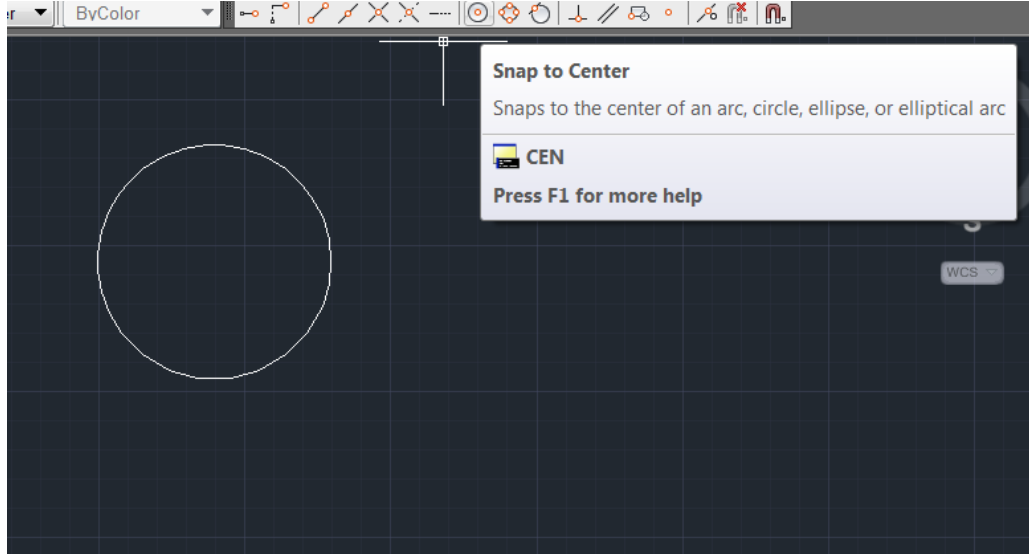 ByColor
Snap to Center
Snaps to the center of an arc, circle, ellipse, or elliptical arc
CEN
Press F1 for more help
WCS